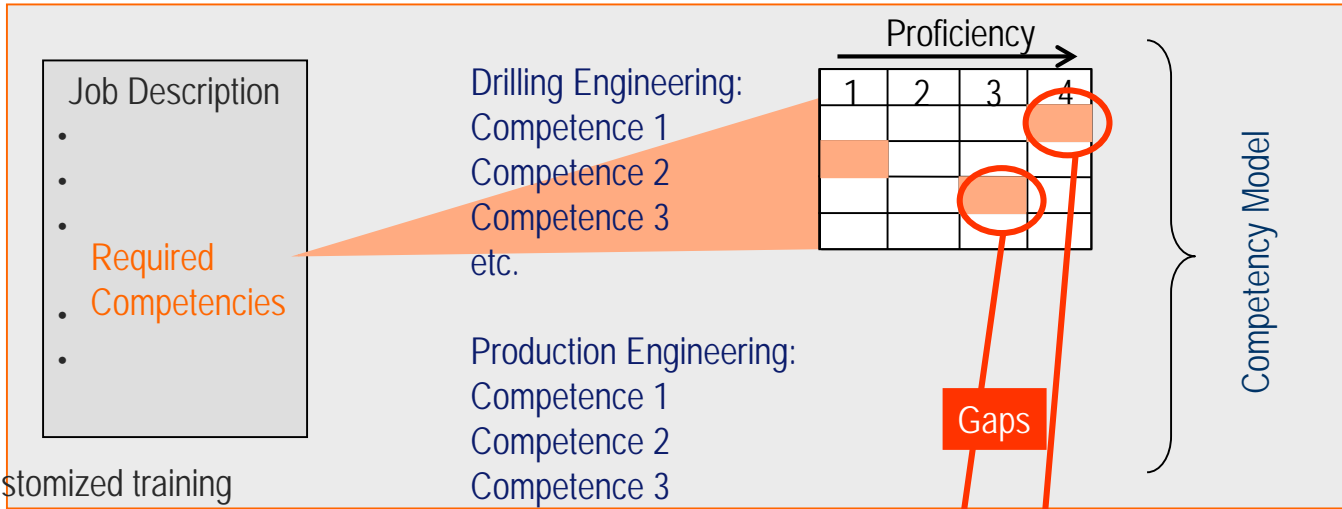 Job Description
•
•
•
Required
Competencies
•
•
stomized training
Drilling Engineering:
Competence 1
Competence 2
Competence 3
etc.
Production Engineering:
Competence 1
Competence 2
Competence 3
Proficiency
1 2 3 4
Gaps
Competency Model